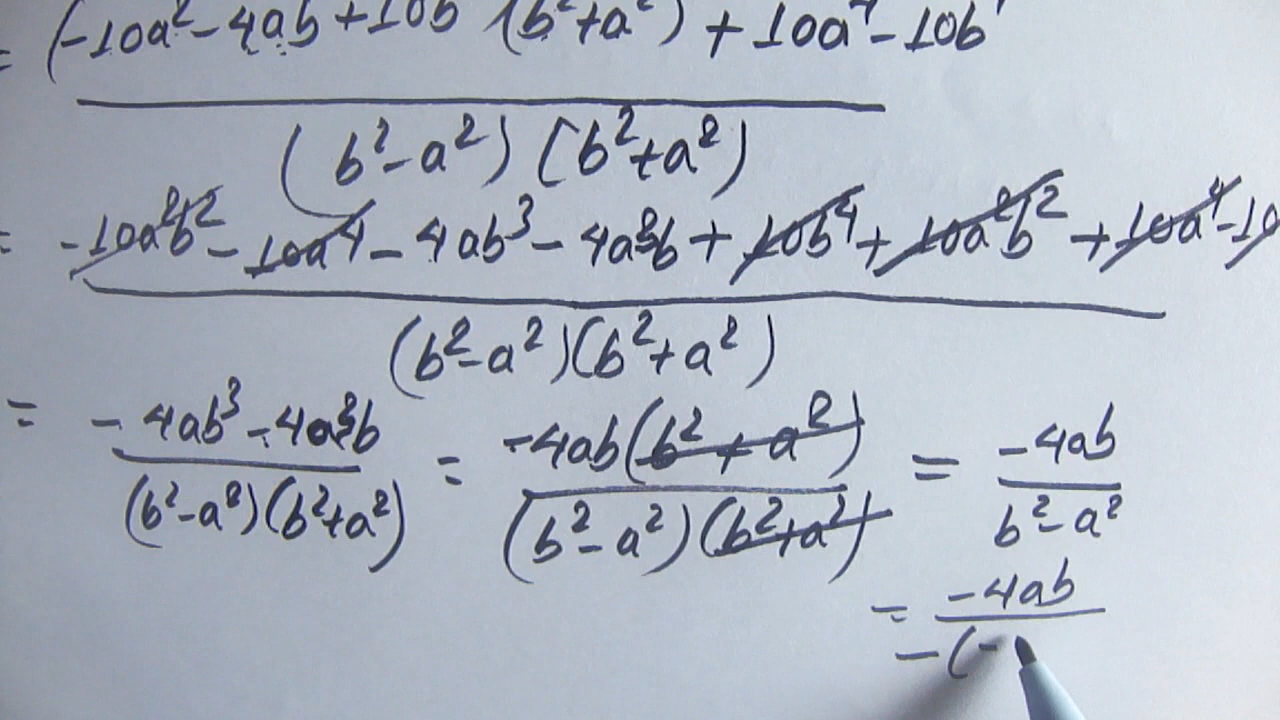 = (-10a² - 4ab + 10b² (b² + a²) + 10a⁴ - 10b⁴
(b² - a²) (b² + a²)
= -10a²b² - 10a⁴ - 4ab³ - 4a³b + 10b⁴ + 10a²b² + 10a⁴ - 10
(b² - a²)(b² + a²)
= -4ab³ - 4a³b = -4ab(b² + a²) = -4ab
(b² - a²)(b² + a²) (b² - a²)(b² + a²) b² - a²
= -4ab
-(-